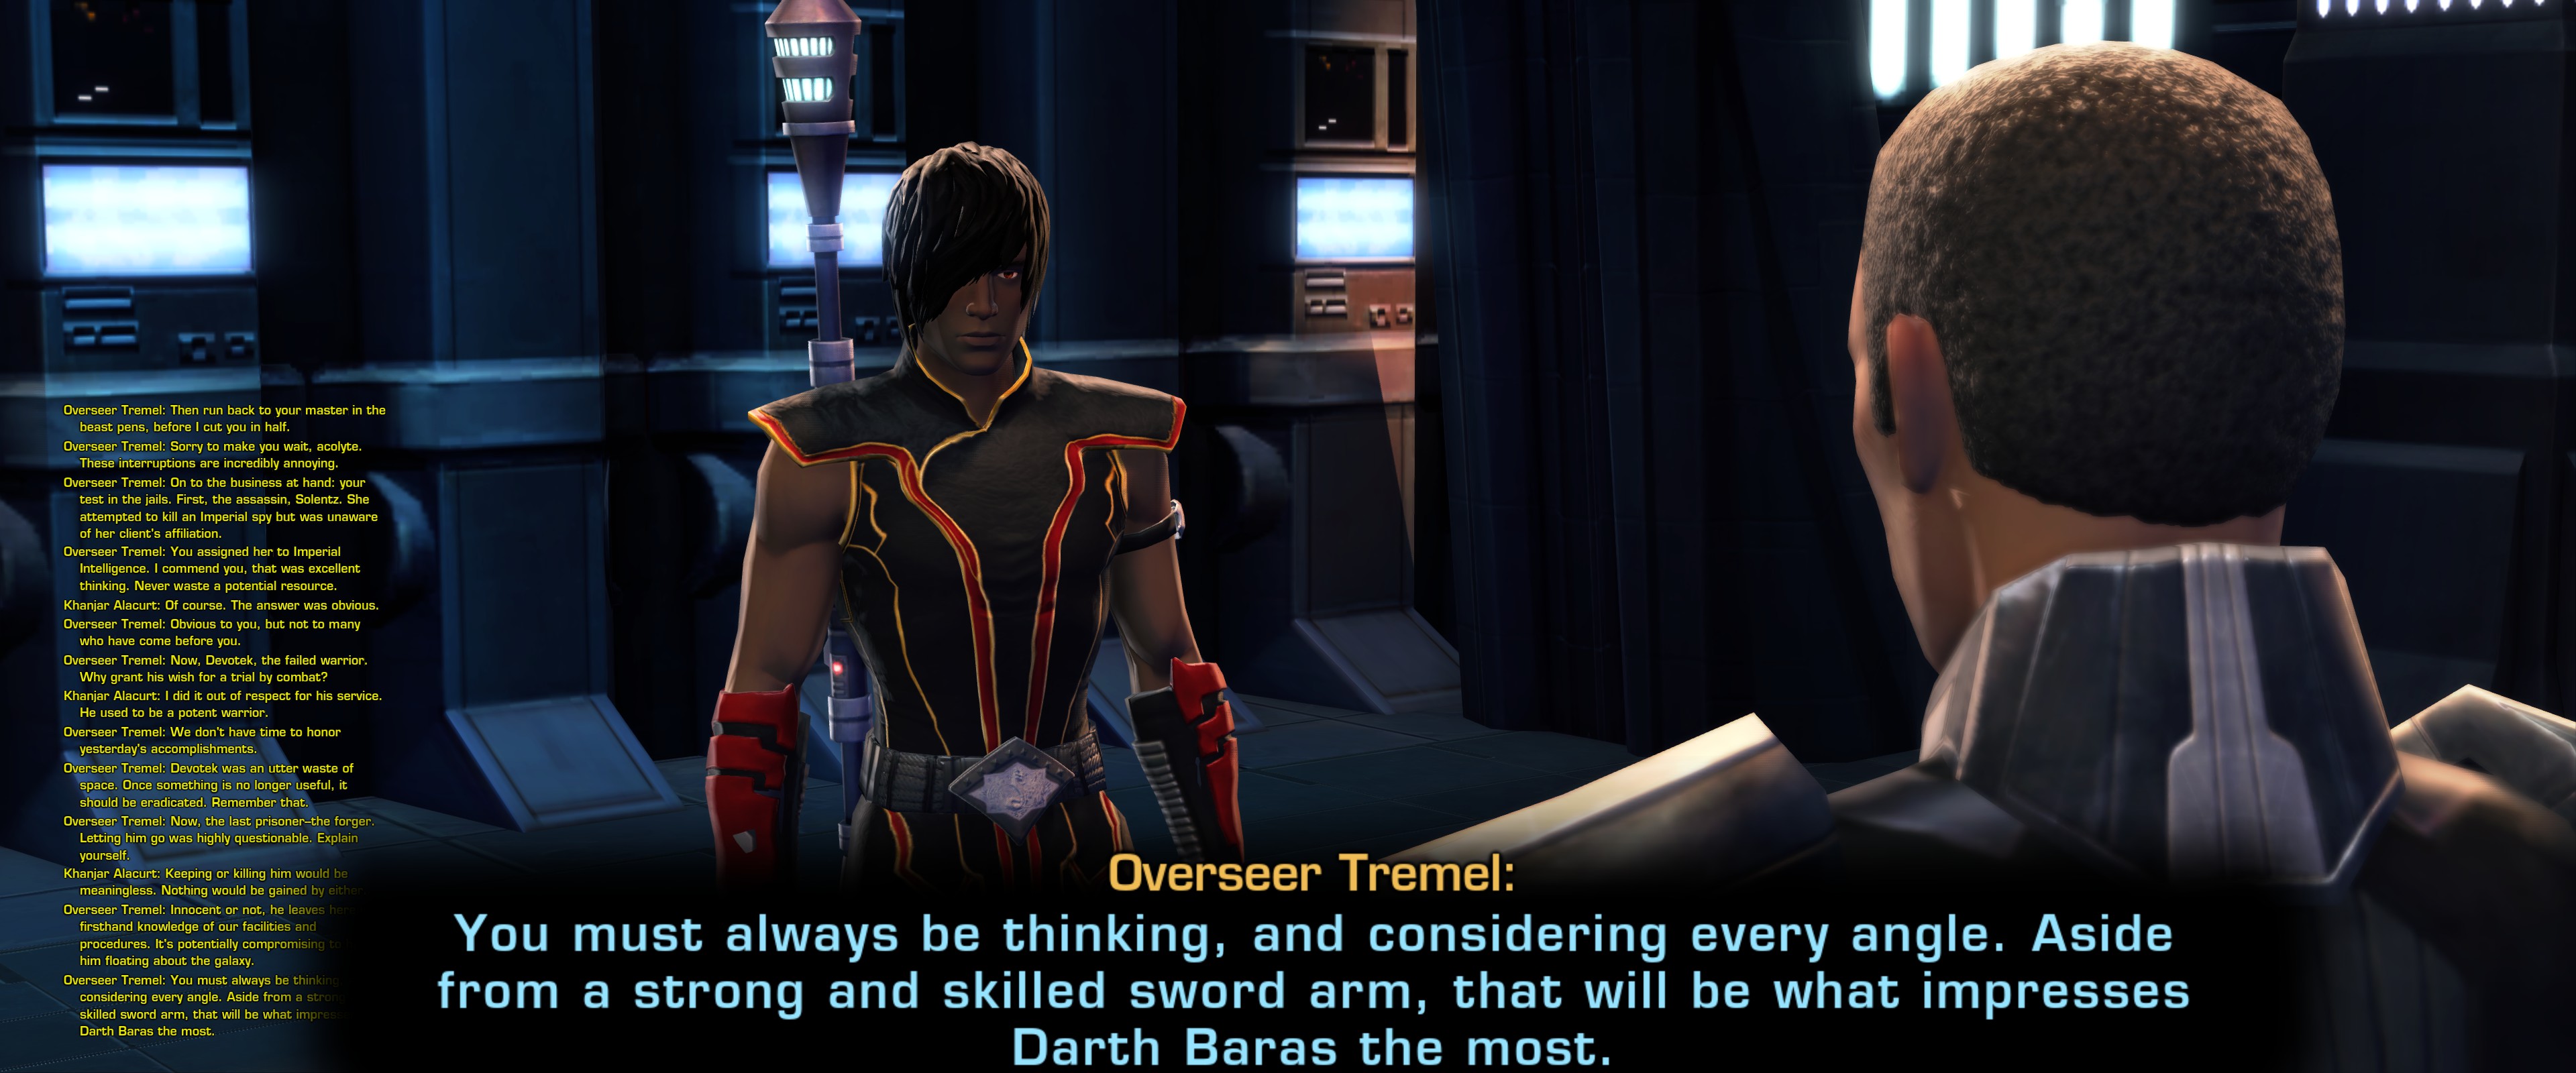 Overseer Tremel: Then run back to your master in the
beast pens, before I cut you in half.
Overseer Tremel: Sorry to make you wait, acolyte.
These interruptions are incredibly annoying.
Overseer Tremel: On to the business at hand: your
test in the jails. First, the assassin, Solentz. She
attempted to kill an Imperial spy but was unaware
of her client's affiliation.
Overseer Tremel: You assigned her to Imperial
Intelligence. I commend you, that was excellent
thinking. Never waste a potential resource.
Khanjar Alacurt: Of course. The answer was obvious.
Overseer Tremel: Obvious to you, but not to many
who have come before you.
Overseer Tremel: Now, Devotek, the failed warrior.
Why grant his wish for a trial by combat?
Khanjar Alacurt: I did it out of respect for his service.
He used to be a potent warrior.
Overseer Tremel: We don't have time to honor
yesterday's accomplishments.
Overseer Tremel: Devotek was an utter waste of
space. Once something is no longer useful, it
should be eradicated. Remember that.
Overseer Tremel: Now, the last prisoner–the forger.
Letting him go was highly questionable. Explain
yourself.
Khanjar Alacurt: Keeping or killing him would be
meaningless. Nothing would be gained by either
Overseer Tremel: Innocent or not, he leaves
firsthand knowledge of our facilities and
procedures. It's potentially compromising to
him floating about the galaxy.
Overseer Tremel: You must always be thinking
considering every angle. Aside from a strong
skilled sword arm, that will be what
Darth Baras the most.
Overseer Tremel:
You must always be thinking, and considering every angle. Aside
from a strong and skilled sword arm, that will be what impresses
Darth Baras the most.